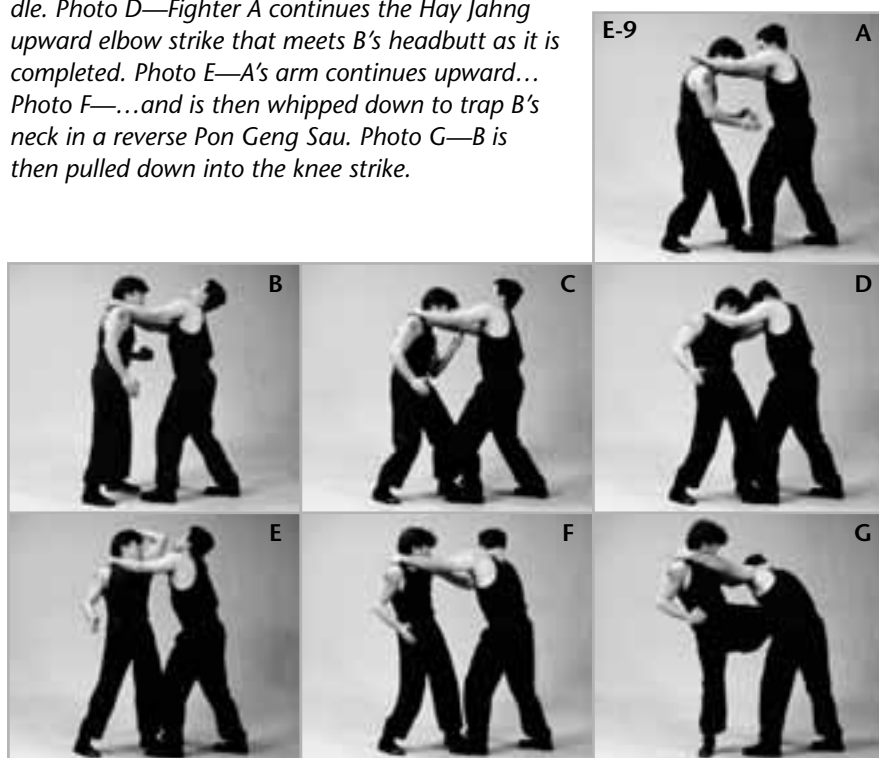 dle. Photo D—Fighter A continues the Hay Jahng
upward elbow strike that meets B's headbutt as it is
completed. Photo E—A's arm continues upward…
Photo F—…and is then whipped down to trap B's
neck in a reverse Pon Geng Sau. Photo G—B is
then pulled down into the knee strike.
E-9 A
B C D
E F G